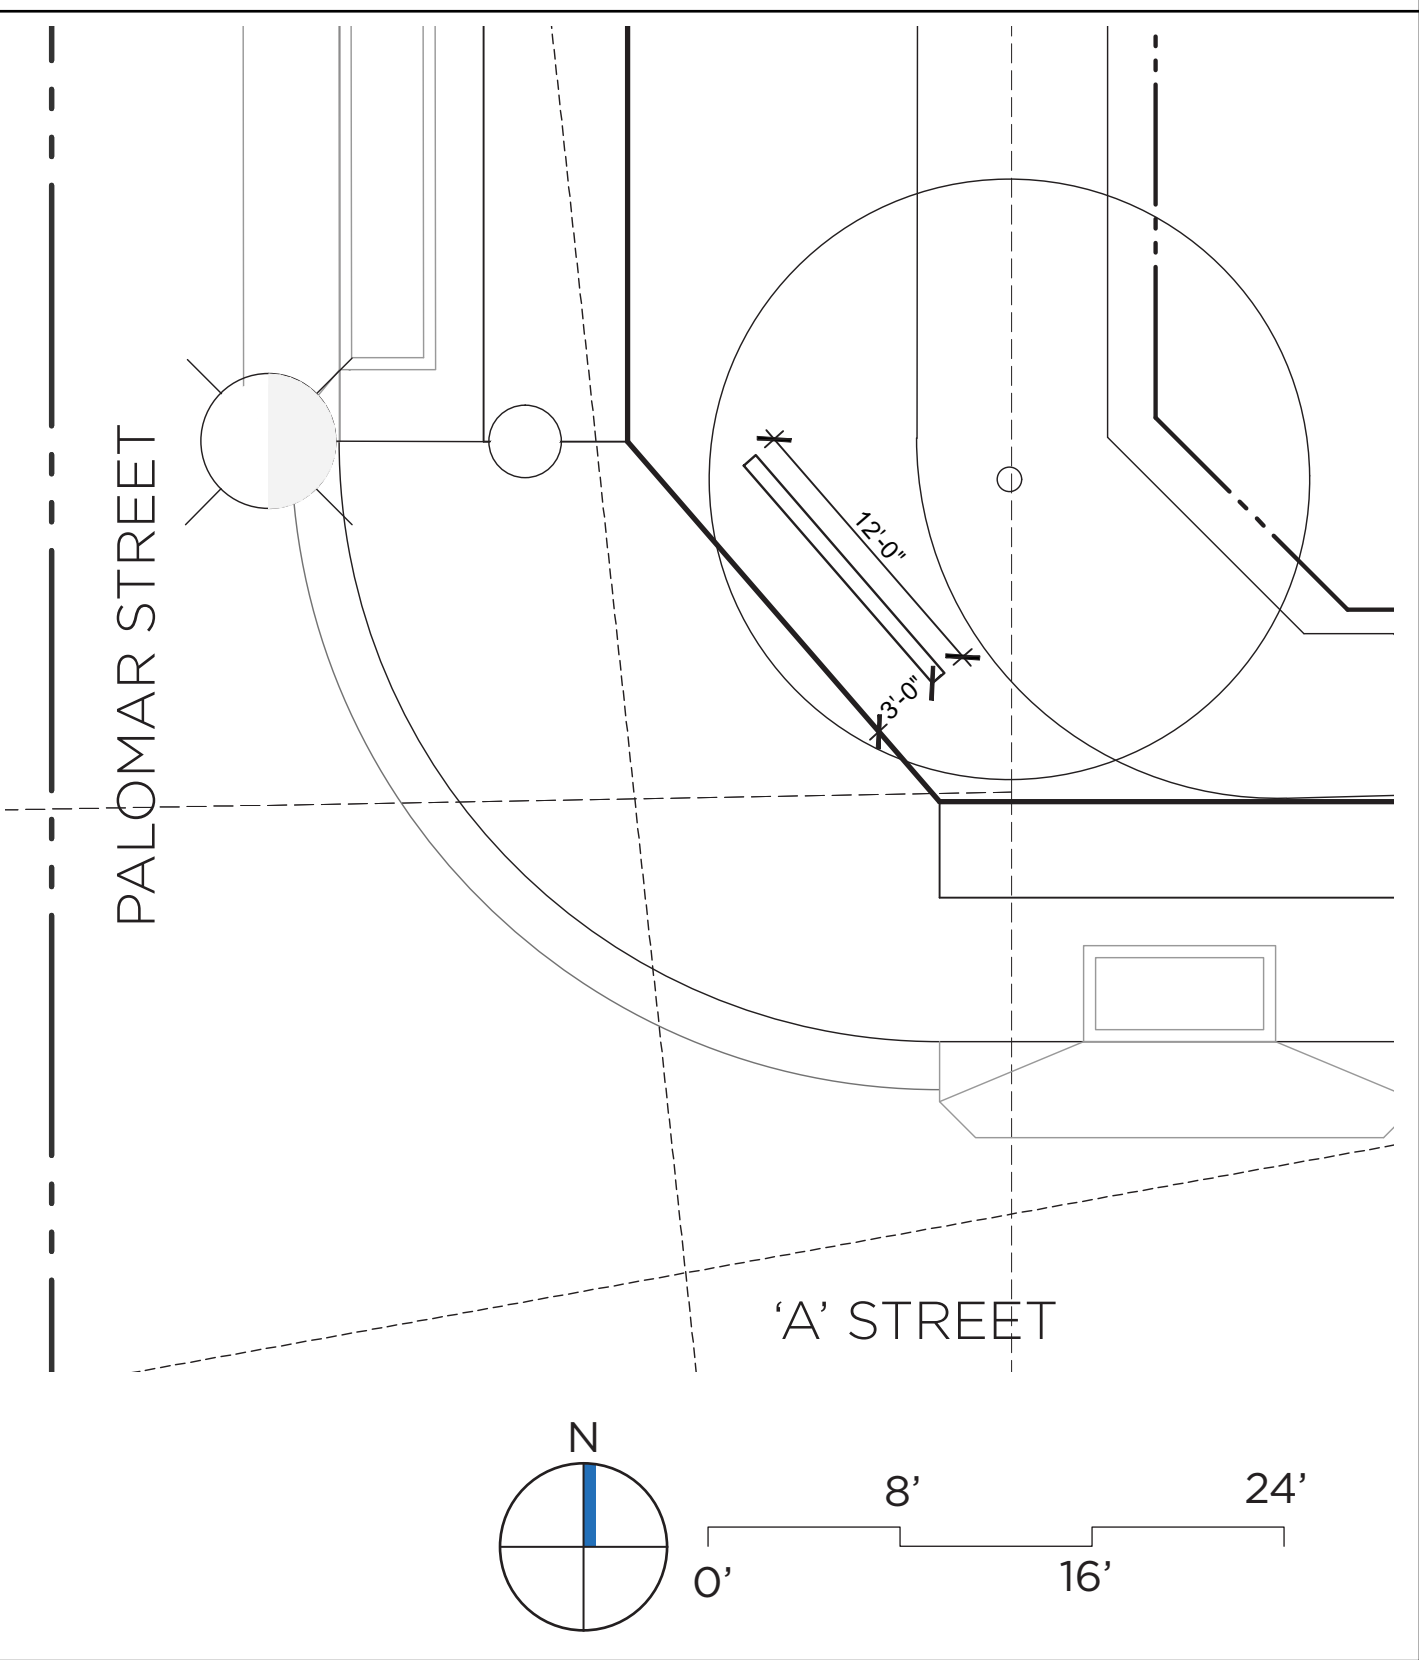 12'-0"
3'-0"
PALOMAR STREET
‘A’ STREET
N
8’
24’
0’
16’